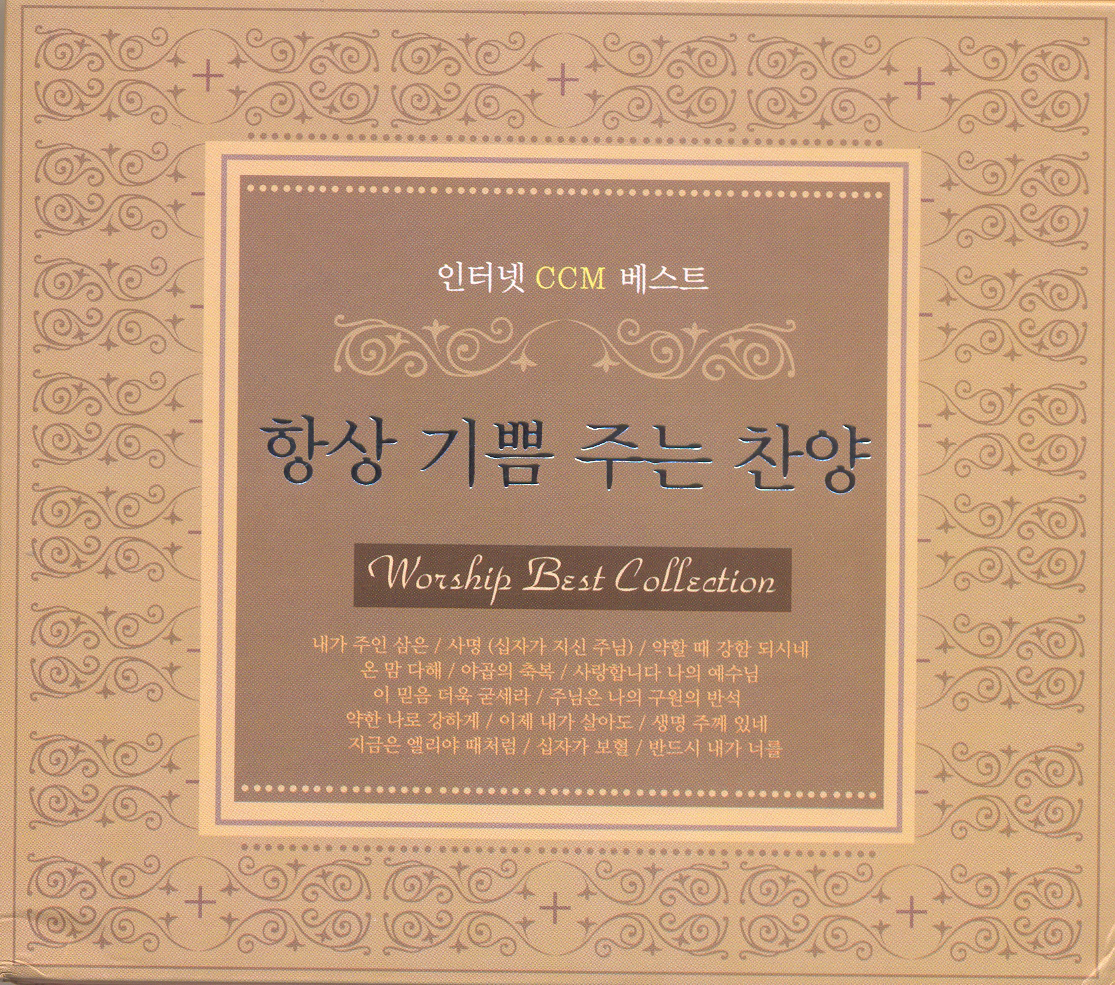 인터넷 CCM 베스트
항상 기쁨 주는 찬양
Worship Best Collection
내가 주인 삼은 / 사명 (십자가 지신 주님) / 약할 때 강함 되시네
온 맘 다해 / 야곱의 축복 / 사랑합니다 나의 예수님
이 믿음 더욱 굳세라 / 주님은 나의 구원의 반석
약한 나로 강하게 / 이제 내가 살아도 / 생명 주께 있네
지금은 엘리야 때처럼 / 십자가 보혈 / 반드시 내가 너를